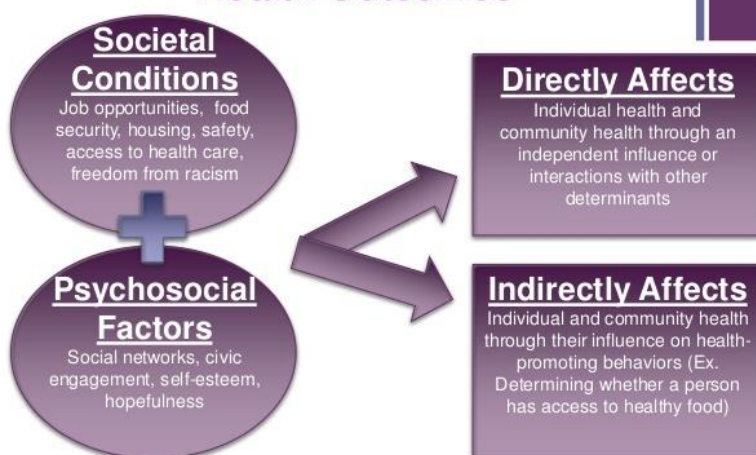 Societal
Conditions
Job opportunities, food
security, housing, safety,
access to health care,
freedom from racism
Psychosocial
Factors
Social networks, civic
engagement, self-esteem,
hopefulness
Directly Affects
Individual health and
community health through an
independent influence or
interactions with other
determinants
Indirectly Affects
Individual and community health
through their influence on health-
promoting behaviors (Ex.
Determining whether a person
has access to healthy food)